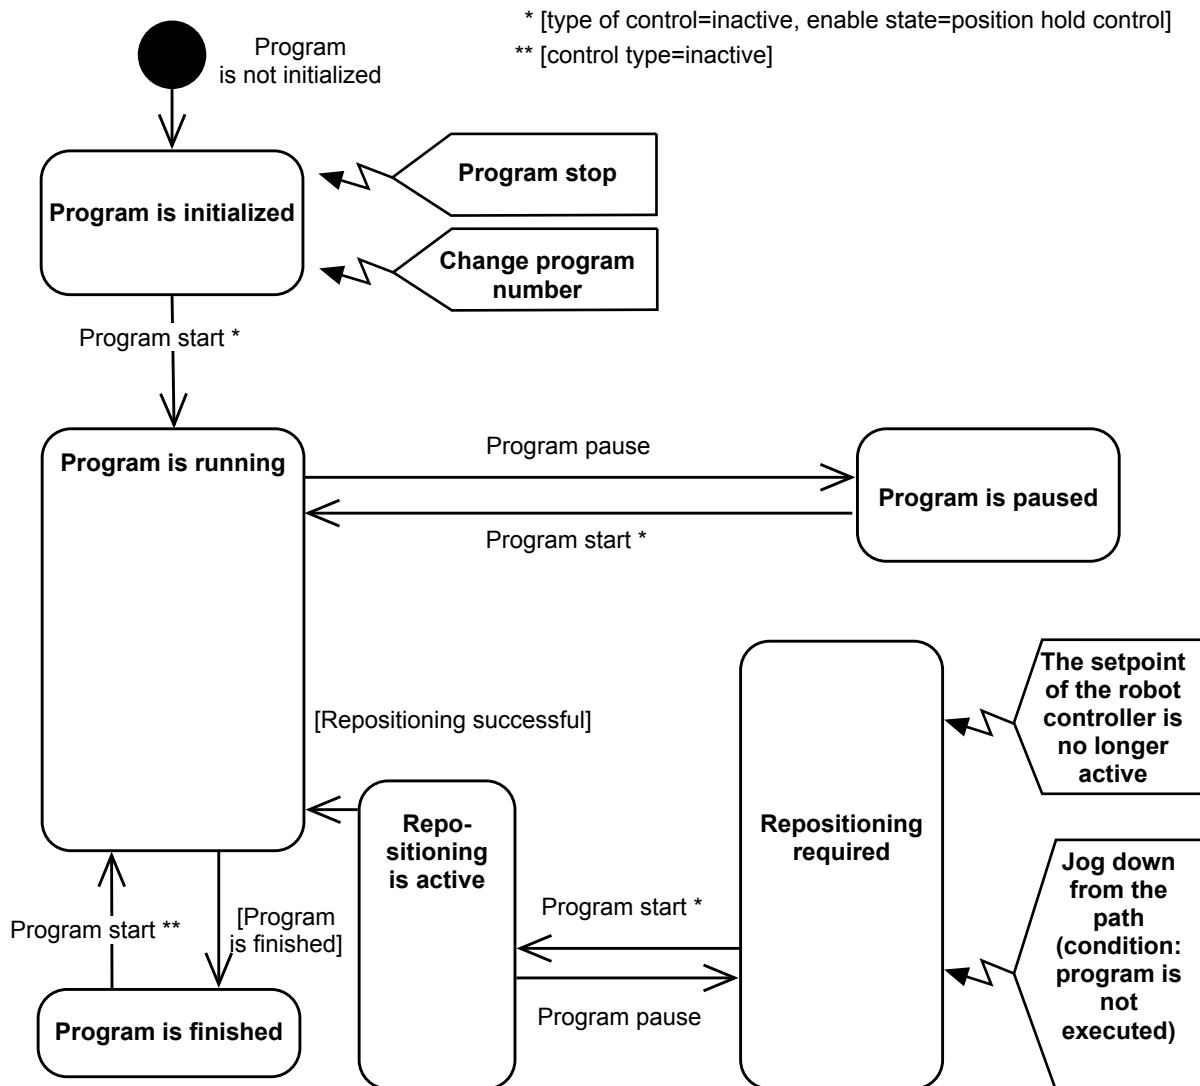 * [type of control=inactive, enable state=position hold control]
** [control type=inactive]
Program
is not initialized
Program is initialized
Program stop
Change program
number
Program start *
Program is running
Program pause
Program start *
Program is paused
[Repositioning successful]
The setpoint
of the robot
controller is
no longer
active
Repo-
sitioning
is active
Repositioning
required
Jog down
from the
path
(condition:
program is
not
executed)
Program start *
Program pause
Program start **
[Program
is finished]
Program is finished